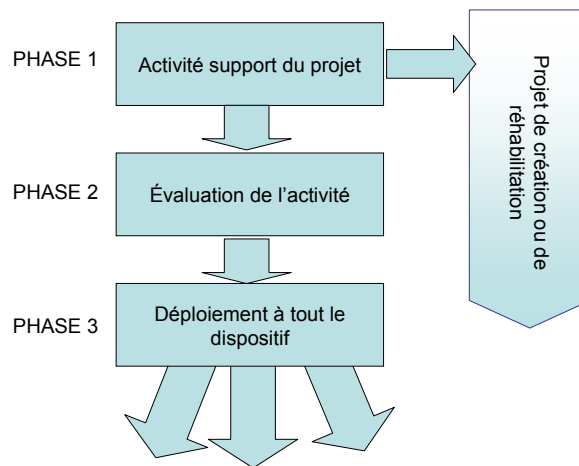 PHASE 1
Activité support du projet
PHASE 2
Évaluation de l’activité
PHASE 3
Déploiement à tout le
dispositif
Projet de création ou de
réhabilitation